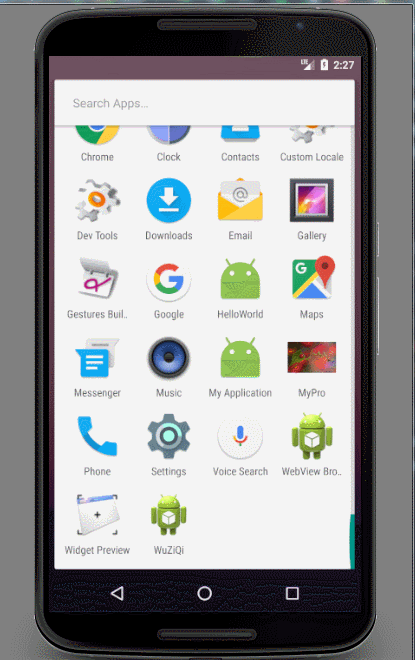 LTE 2:27
Search Apps...
Chrome Clock Contacts Custom Locale
Dev Tools Downloads Email Gallery
Gestures Buil.. Google HelloWorld Maps
Messenger Music My Application MyPro
Phone Settings Voice Search WebView Bro..
Widget Preview WuZiQi